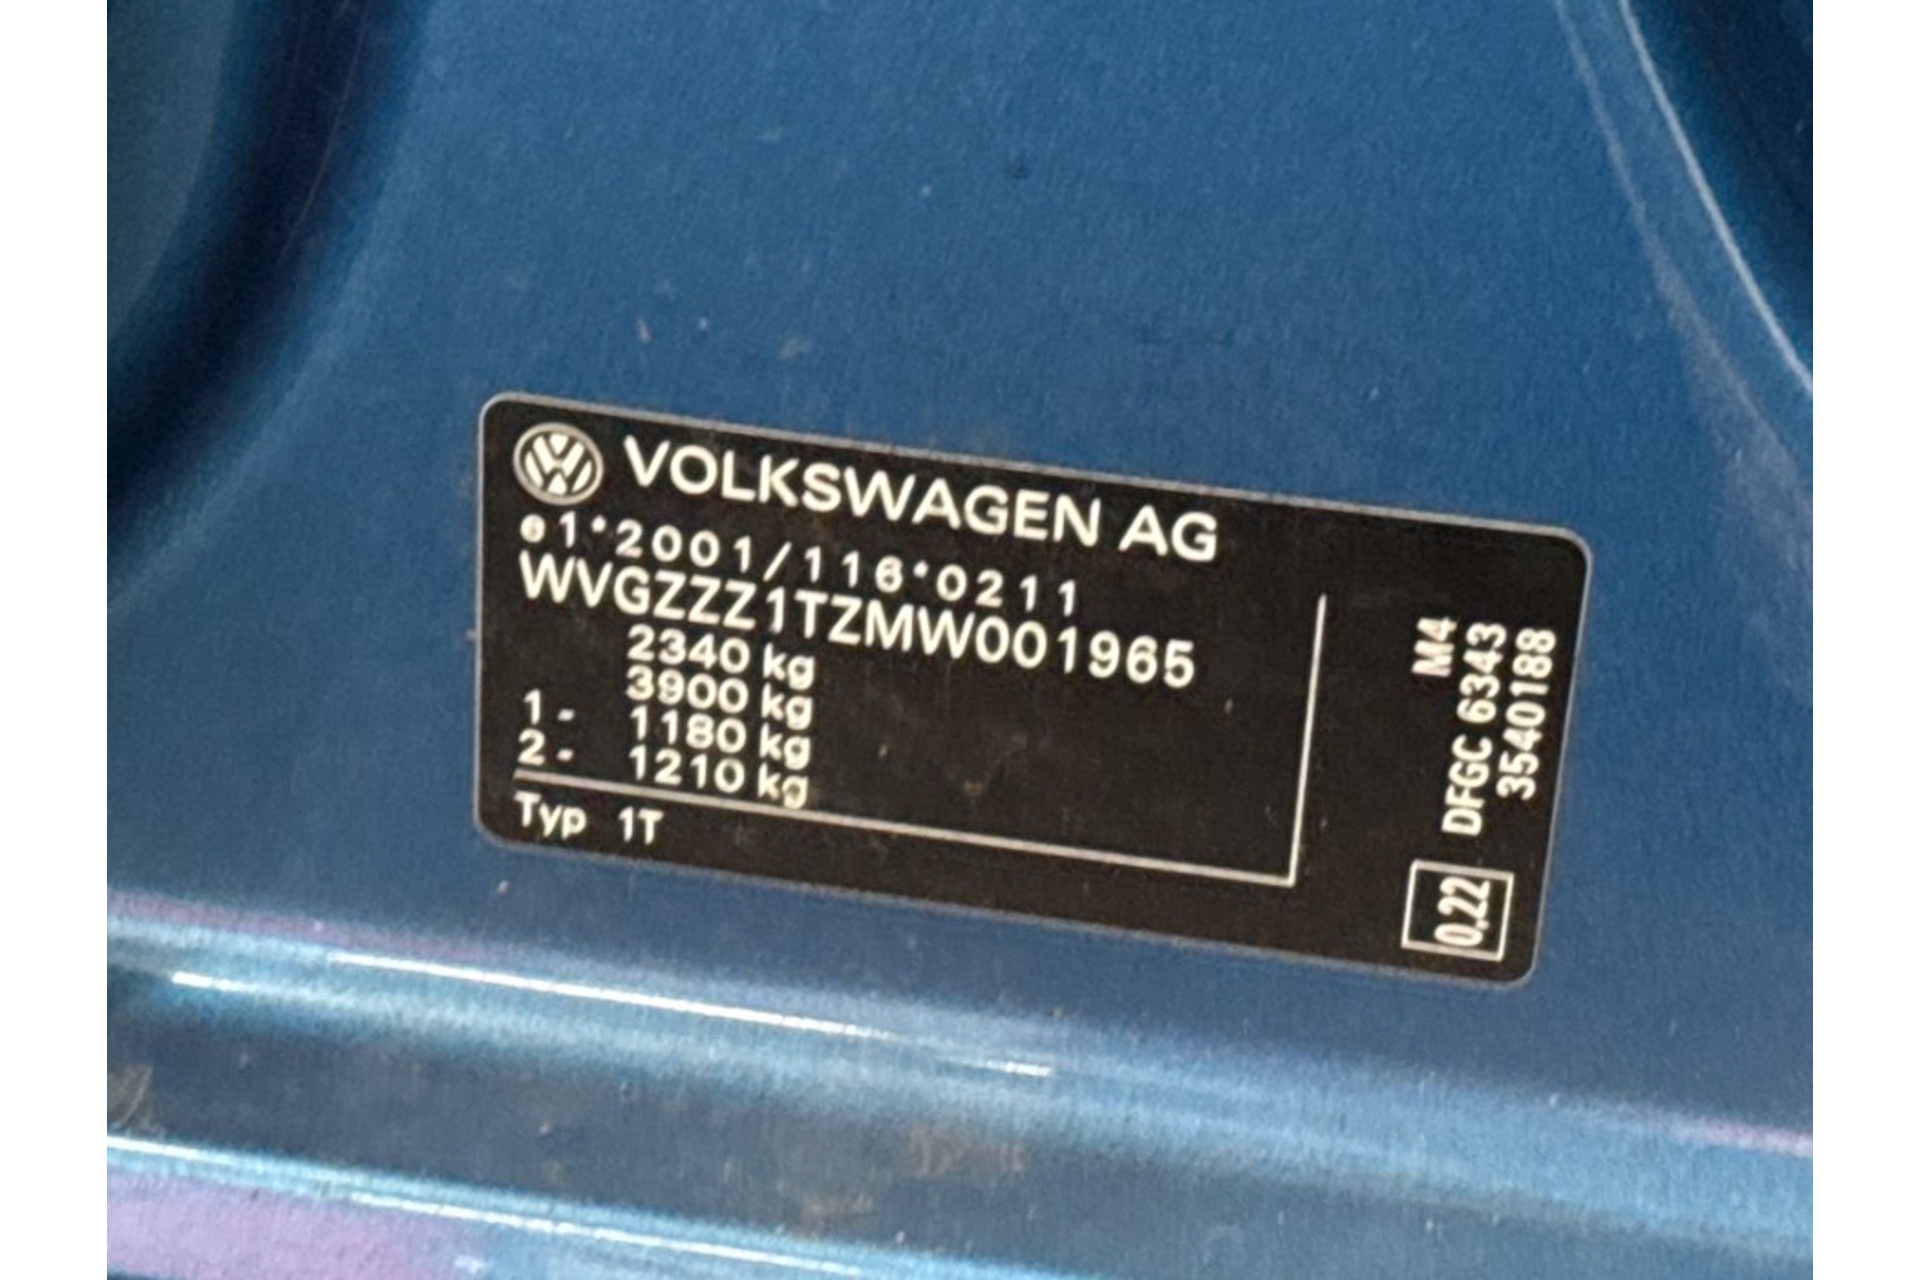 VOLKSWAGEN AG
e1*2001/116*0211
WVGZZZ1TZMW001965
2340 kg
3900 kg
1- 1180 kg
2- 1210 kg
Typ 1T
M4
DFGC 6343
3540188
0,22